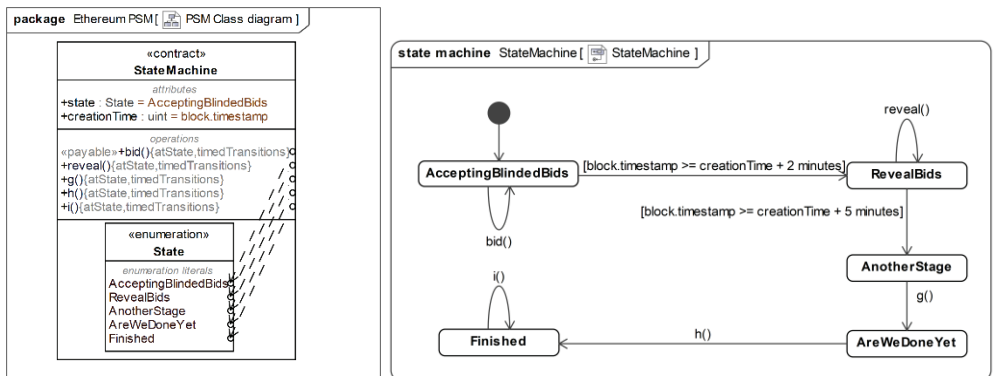 package Ethereum PSM [ PSM Class diagram ]
«contract»
StateMachine
attributes
+state : State = AcceptingBlindedBids
+creationTime : uint = block.timestamp
operations
«payable»+bid(){atState,timedTransitions}
+reveal(){atState,timedTransitions}
+g(){atState,timedTransitions}
+h(){atState,timedTransitions}
+i(){atState,timedTransitions}
«enumeration»
State
enumeration literals
AcceptingBlindedBids
RevealBids
AnotherStage
AreWeDoneYet
Finished
state machine StateMachine [ StateMachine ]
reveal()
AcceptingBlindedBids
[block.timestamp >= creationTime + 2 minutes]
RevealBids
bid()
[block.timestamp >= creationTime + 5 minutes]
AnotherStage
i()
g()
Finished
h()
AreWeDoneYet